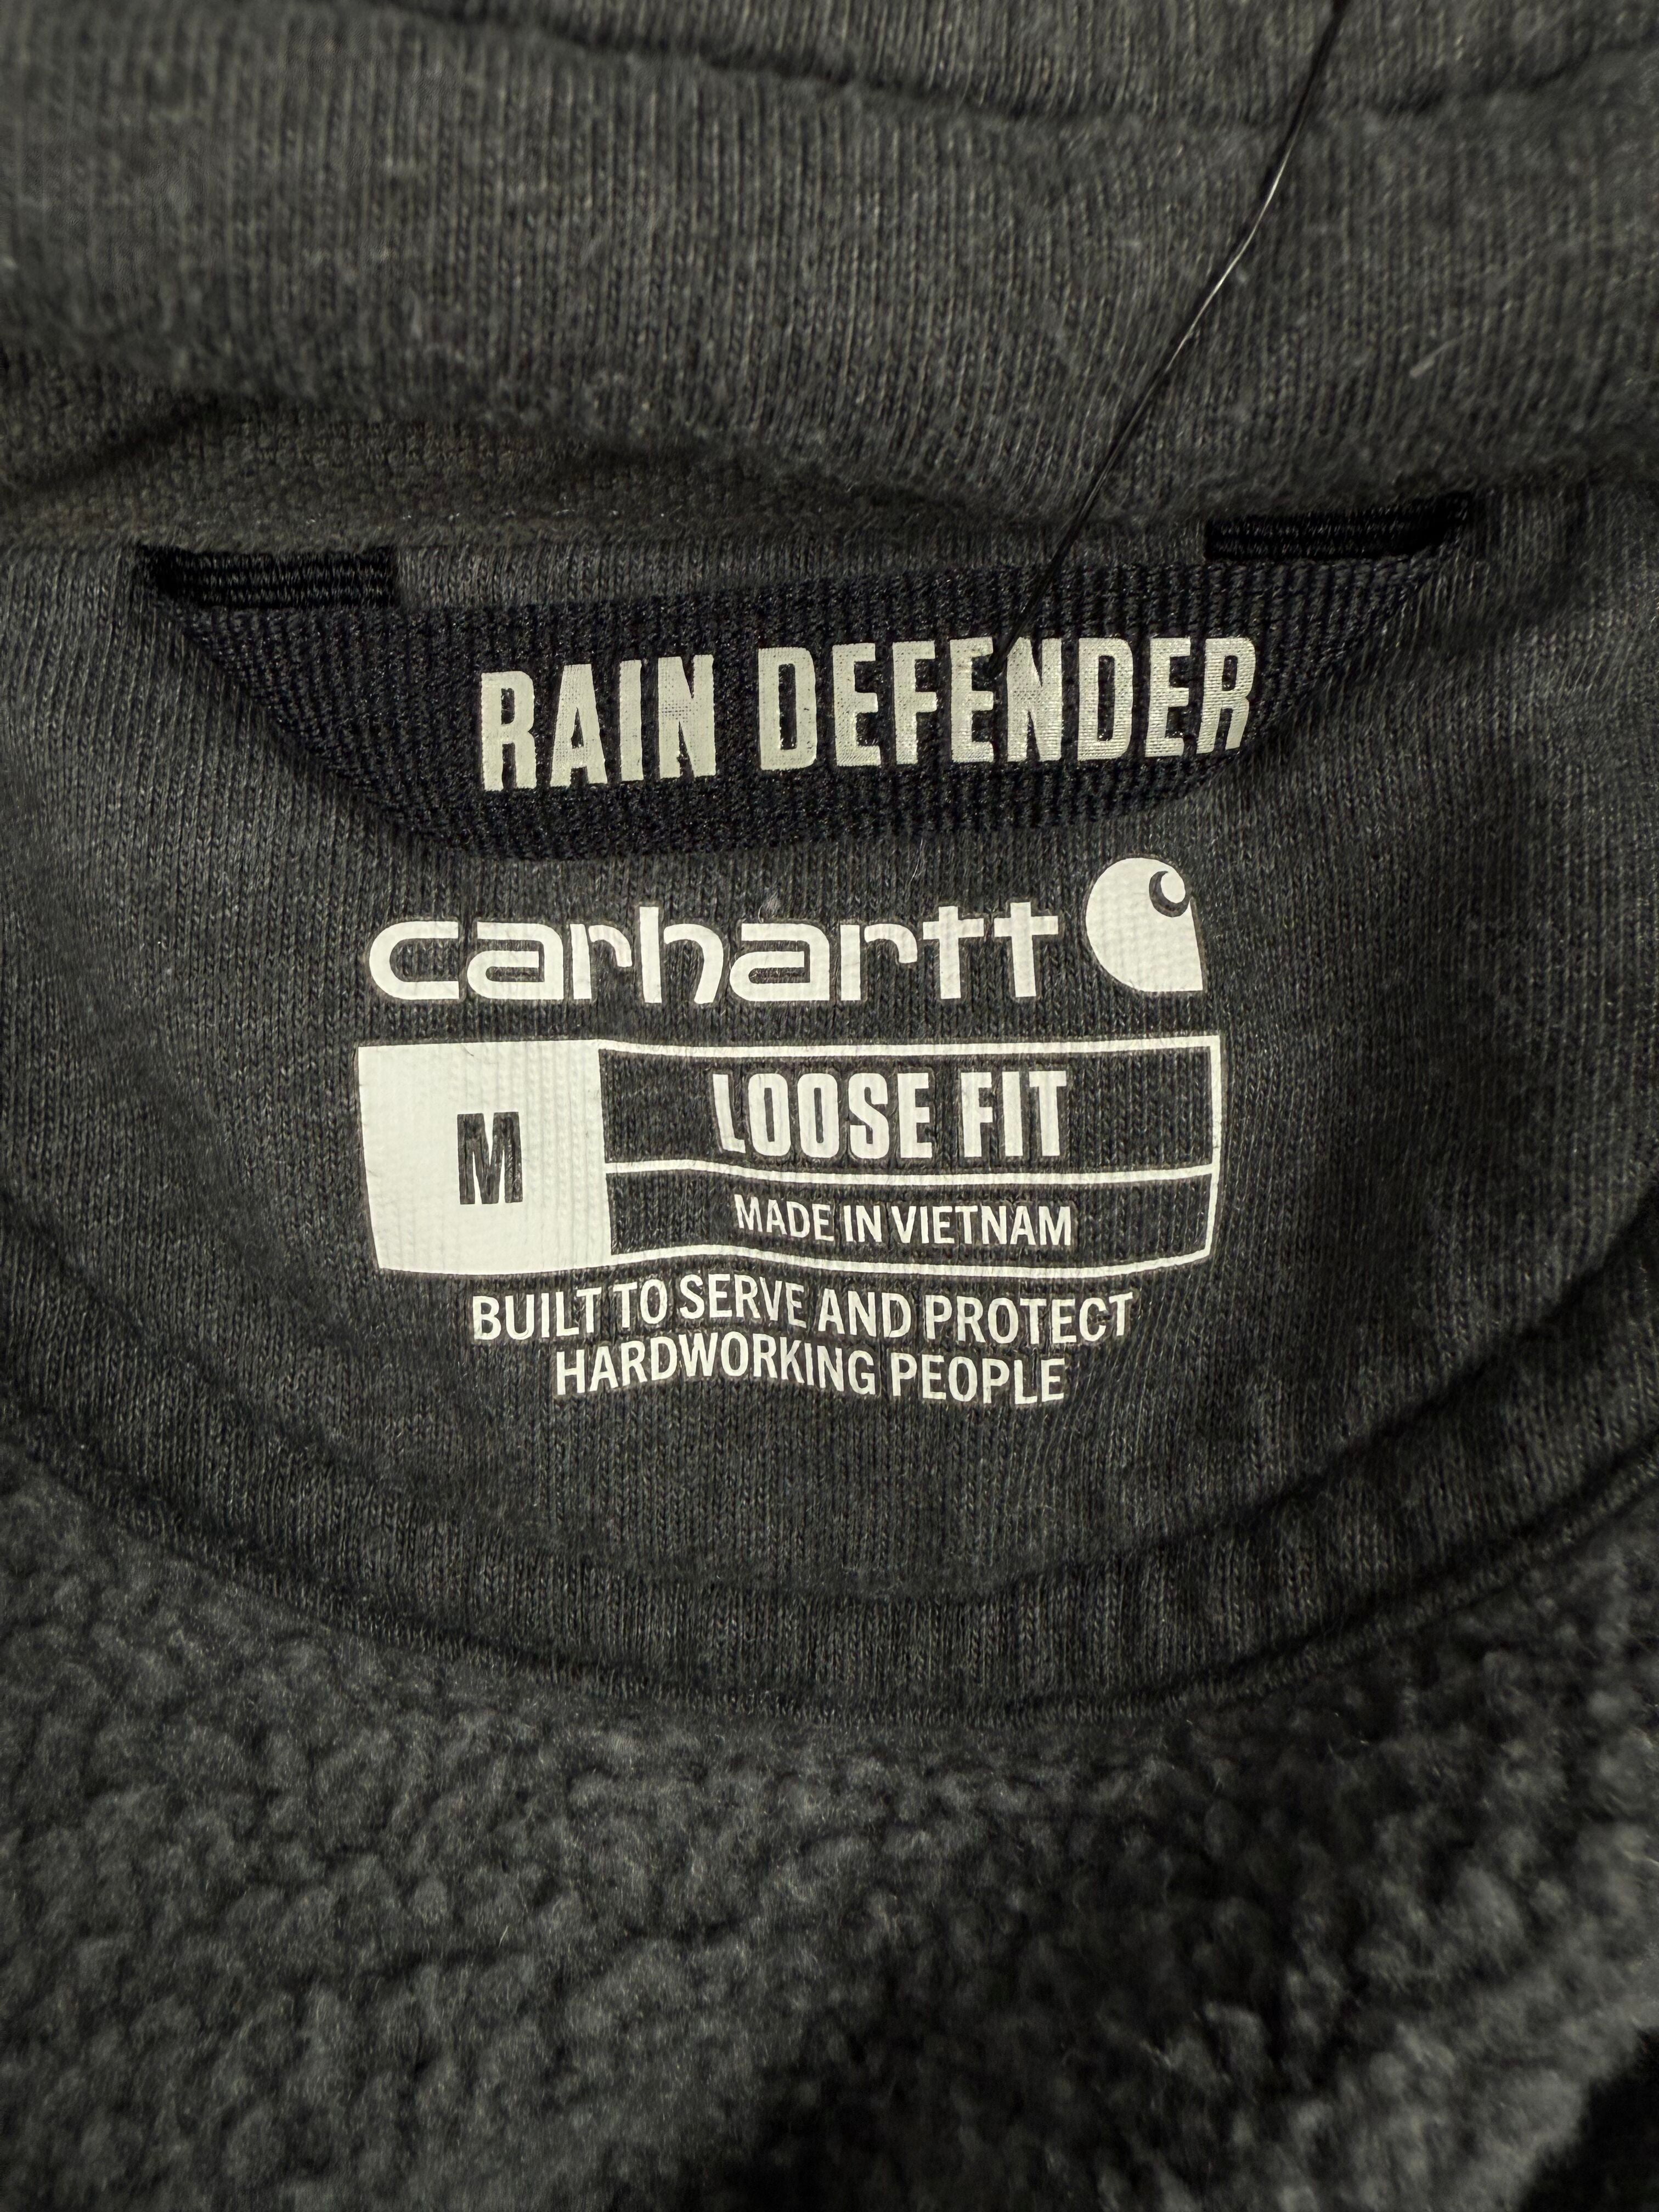 RAIN DEFENDER
carhartt
M
LOOSE FIT
MADE IN VIETNAM
BUILT TO SERVE AND PROTECT
HARDWORKING PEOPLE